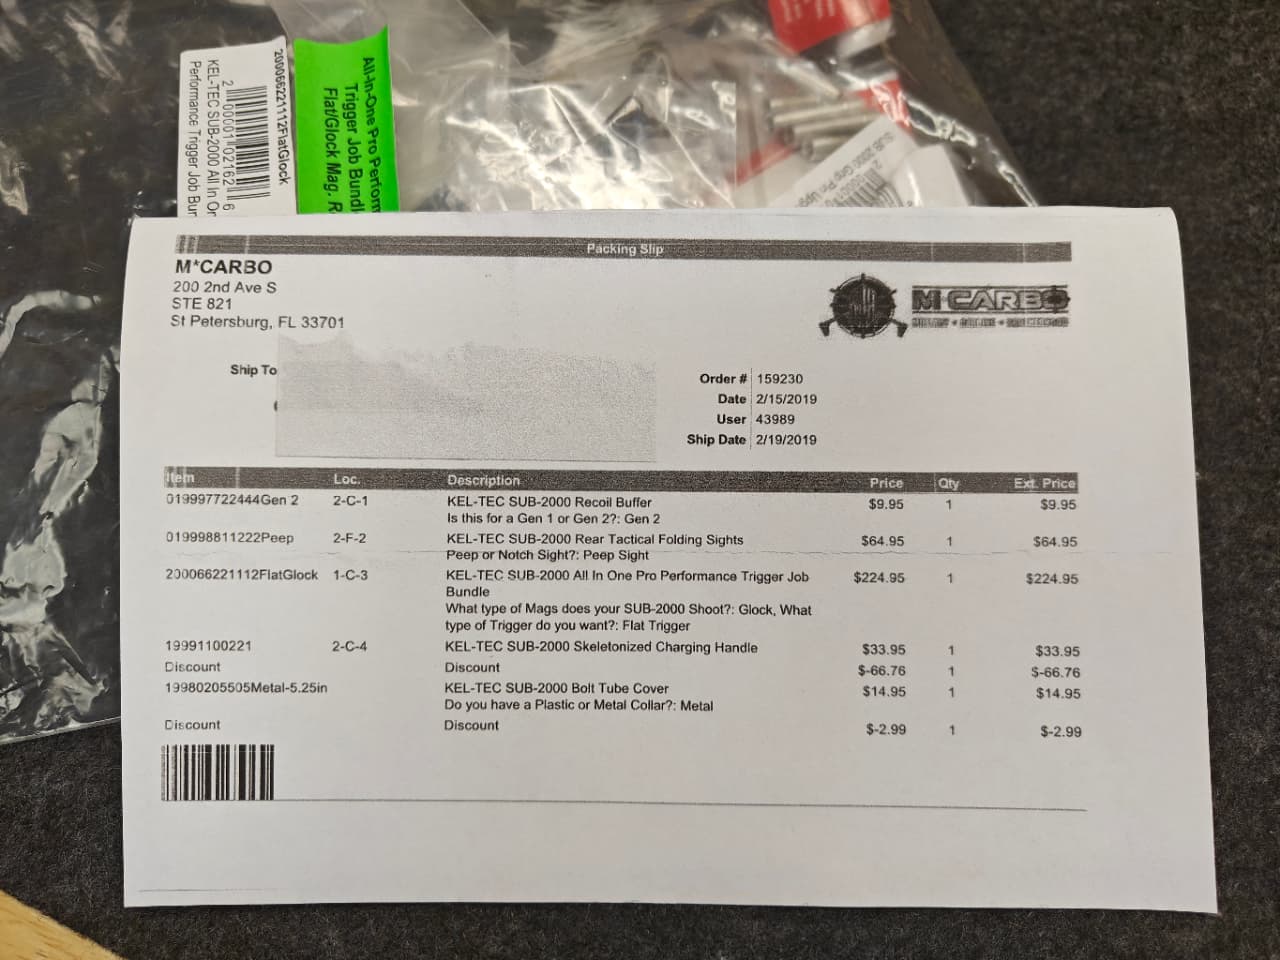 200066221112FlatGlock
2 00001 02162 6
KEL-TEC SUB-2000 All In
Performance Trigger Job
All-In-One Pro
Trigger Job
Flat/Glock Mag.
SUB 2000 Grip Pin
Packing Slip
M*CARBO
200 2nd Ave S
STE 821
St Petersburg, FL 33701
M CARBO
Ship To
Order # 159230
Date 2/15/2019
User 43989
Ship Date 2/19/2019
Item Loc. Description Price Qty Ext. Price
019997722444Gen 2 2-C-1 KEL-TEC SUB-2000 Recoil Buffer $9.95 1 $9.95
Is this for a Gen 1 or Gen 2?: Gen 2
019998811222Peep 2-F-2 KEL-TEC SUB-2000 Rear Tactical Folding Sights $64.95 1 $64.95
Peep or Notch Sight?: Peep Sight
200066221112FlatGlock 1-C-3 KEL-TEC SUB-2000 All In One Pro Performance Trigger Job $224.95 1 $224.95
Bundle
What type of Mags does your SUB-2000 Shoot?: Glock, What
type of Trigger do you want?: Flat Trigger
19991100221 2-C-4 KEL-TEC SUB-2000 Skeletonized Charging Handle $33.95 1 $33.95
Discount Discount $-66.76 1 $-66.76
19980205505Metal-5.25in KEL-TEC SUB-2000 Bolt Tube Cover $14.95 1 $14.95
Do you have a Plastic or Metal Collar?: Metal
Discount Discount $-2.99 1 $-2.99